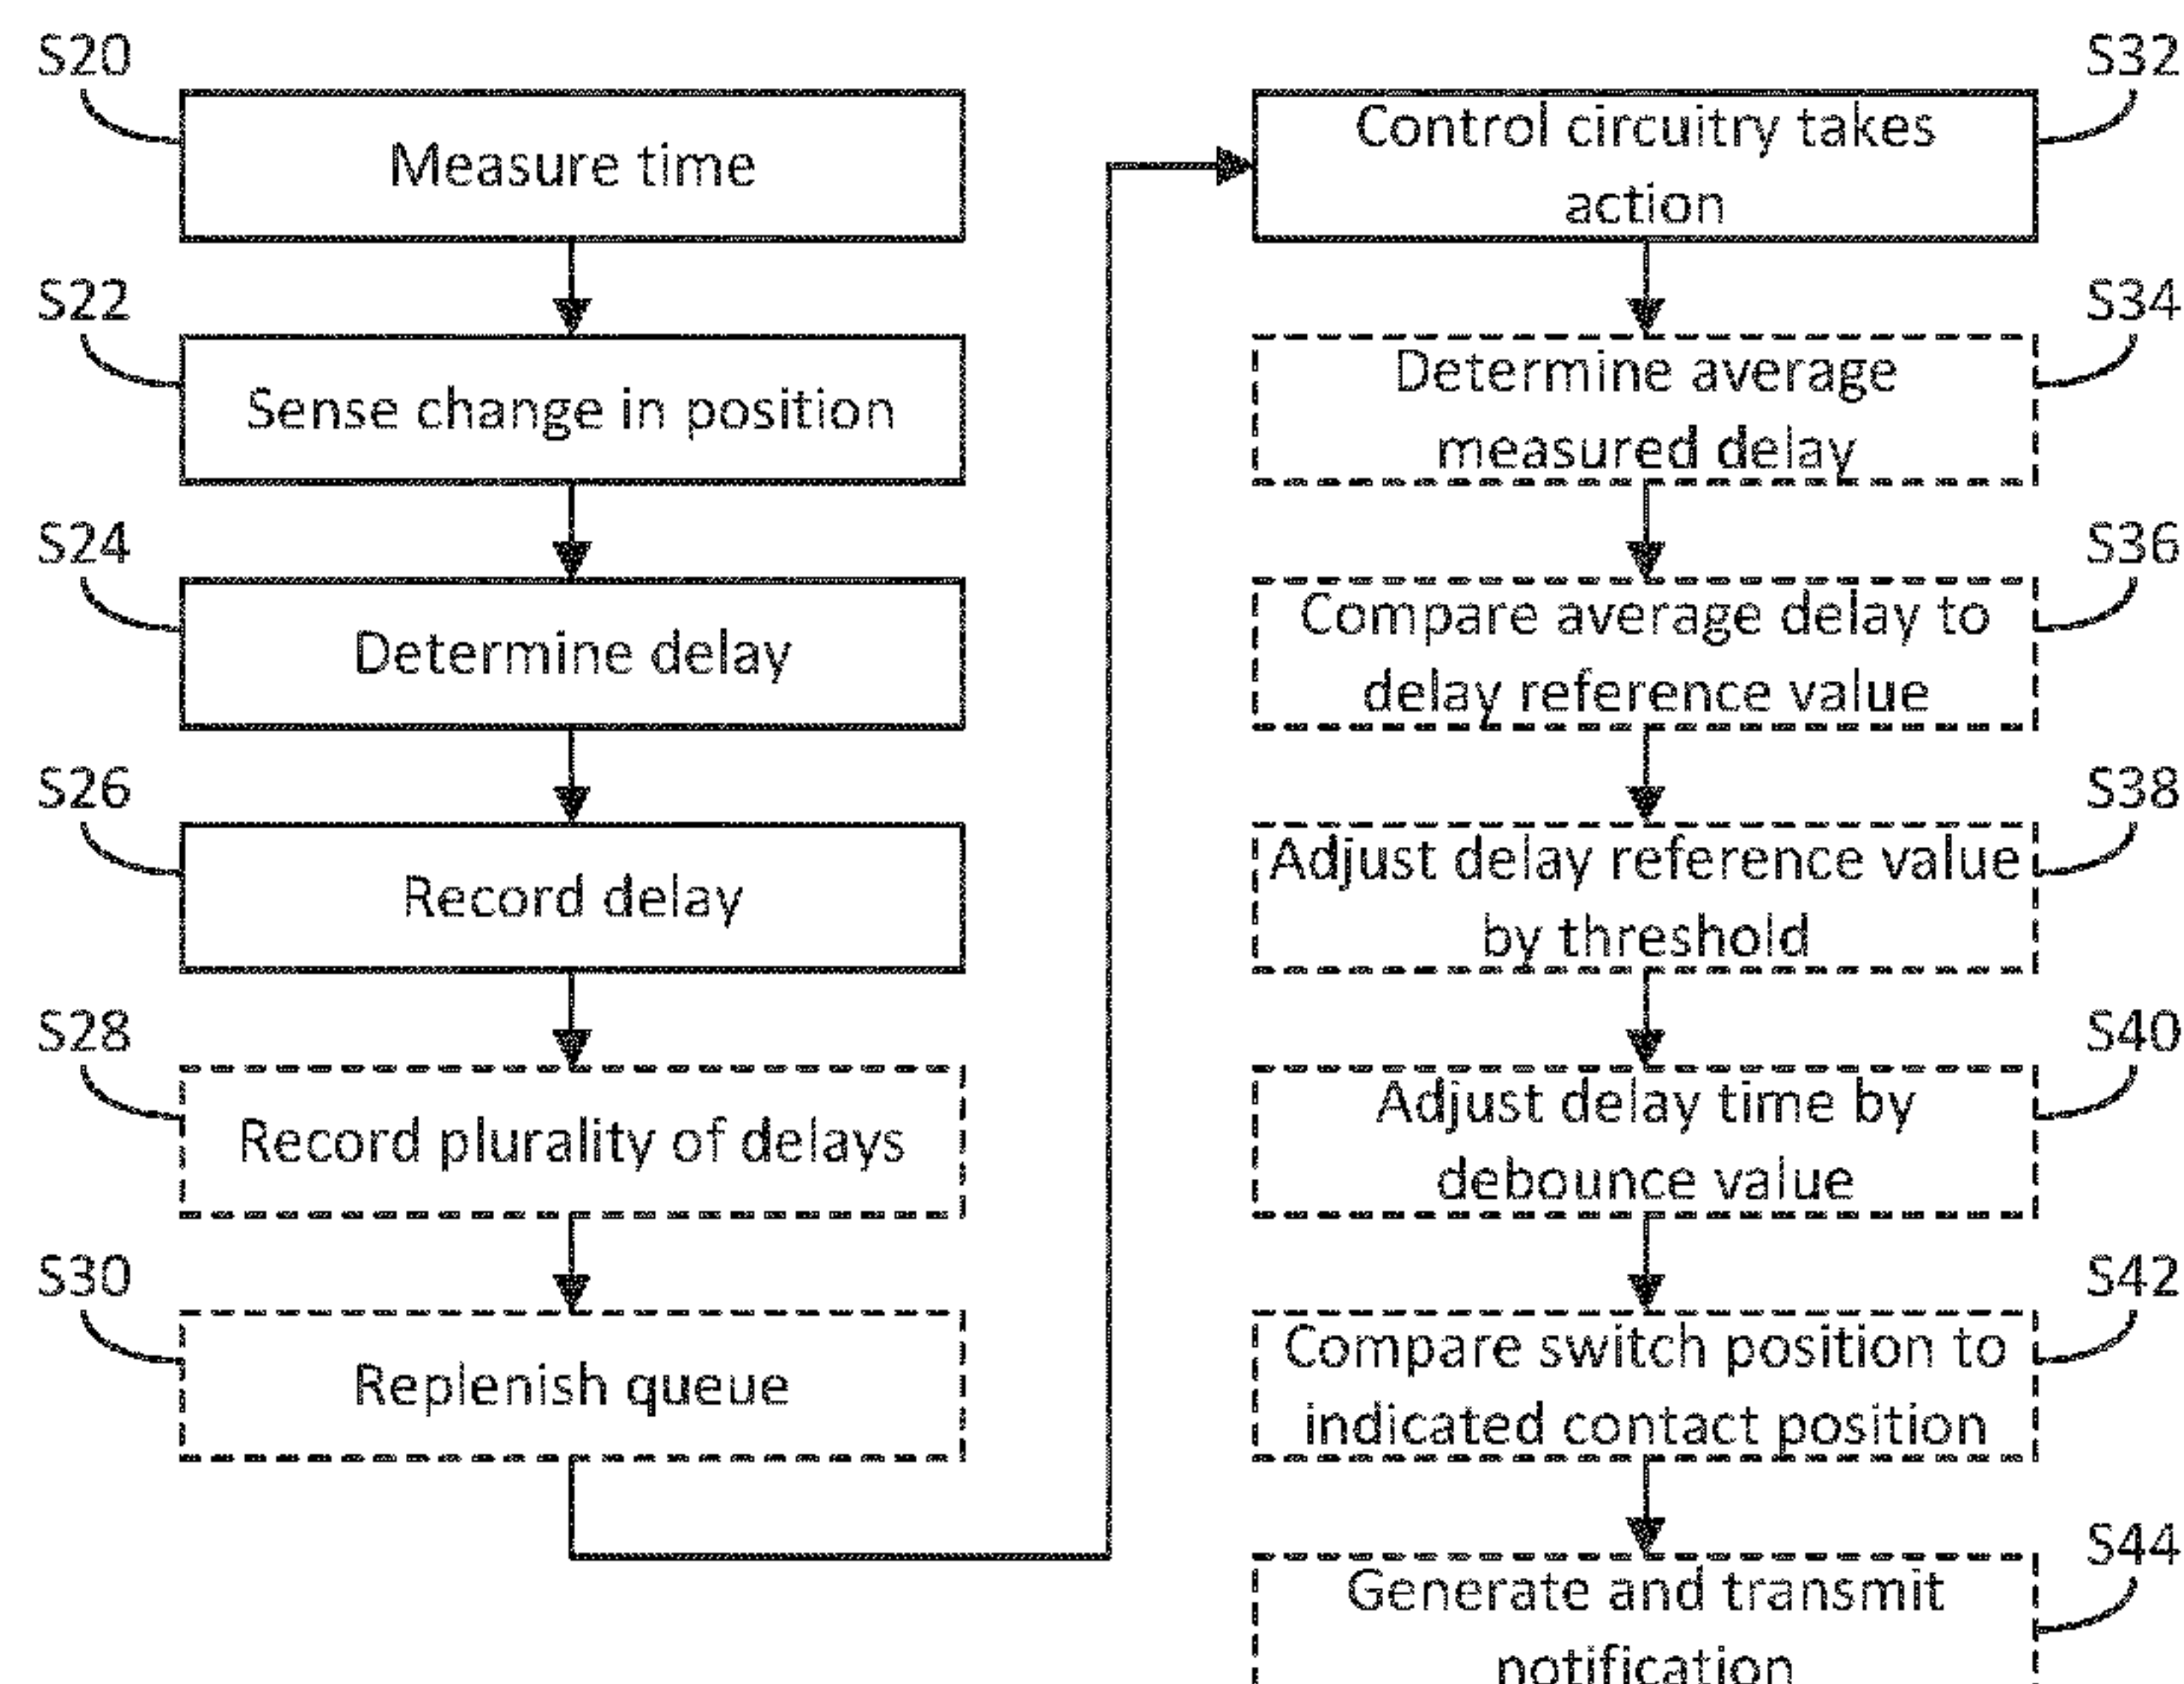 S20
Measure time
S22
Sense change in position
S24
Determine delay
S26
Record delay
S28
Record plurality of delays
S30
Replenish queue
S32
Control circuitry takes
action
S34
Determine average
measured delay
S36
Compare average delay to
delay reference value
S38
Adjust delay reference value
by threshold
S40
Adjust delay time by
debounce value
S42
Compare switch position to
indicated contact position
S44
Generate and transmit
notification